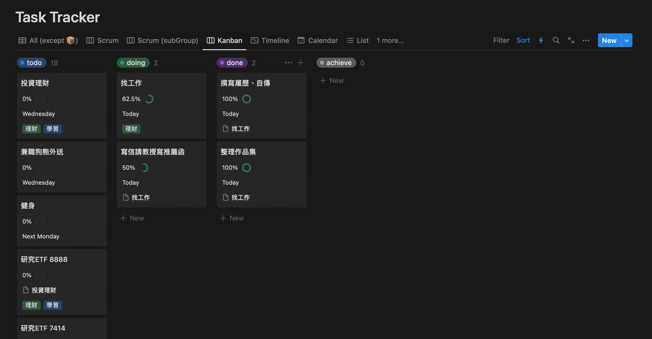 Task Tracker
All (except 📦) Scrum Scrum (subGroup) Kanban Timeline Calendar List 1 more... Filter Sort New
todo 18
投資理財
0%
Wednesday
理財 學習
兼職狗熊外送
0%
Wednesday
健身
0%
Next Monday
研究ETF 8888
0%
投資理財
理財 學習
研究ETF 7414
doing 2
找工作
62.5%
Today
理財
寫信請教授寫推薦函
50%
Today
找工作
New
done 2
撰寫履歷、自傳
100%
Today
找工作
整理作品集
100%
Today
找工作
New
achieve 0
New